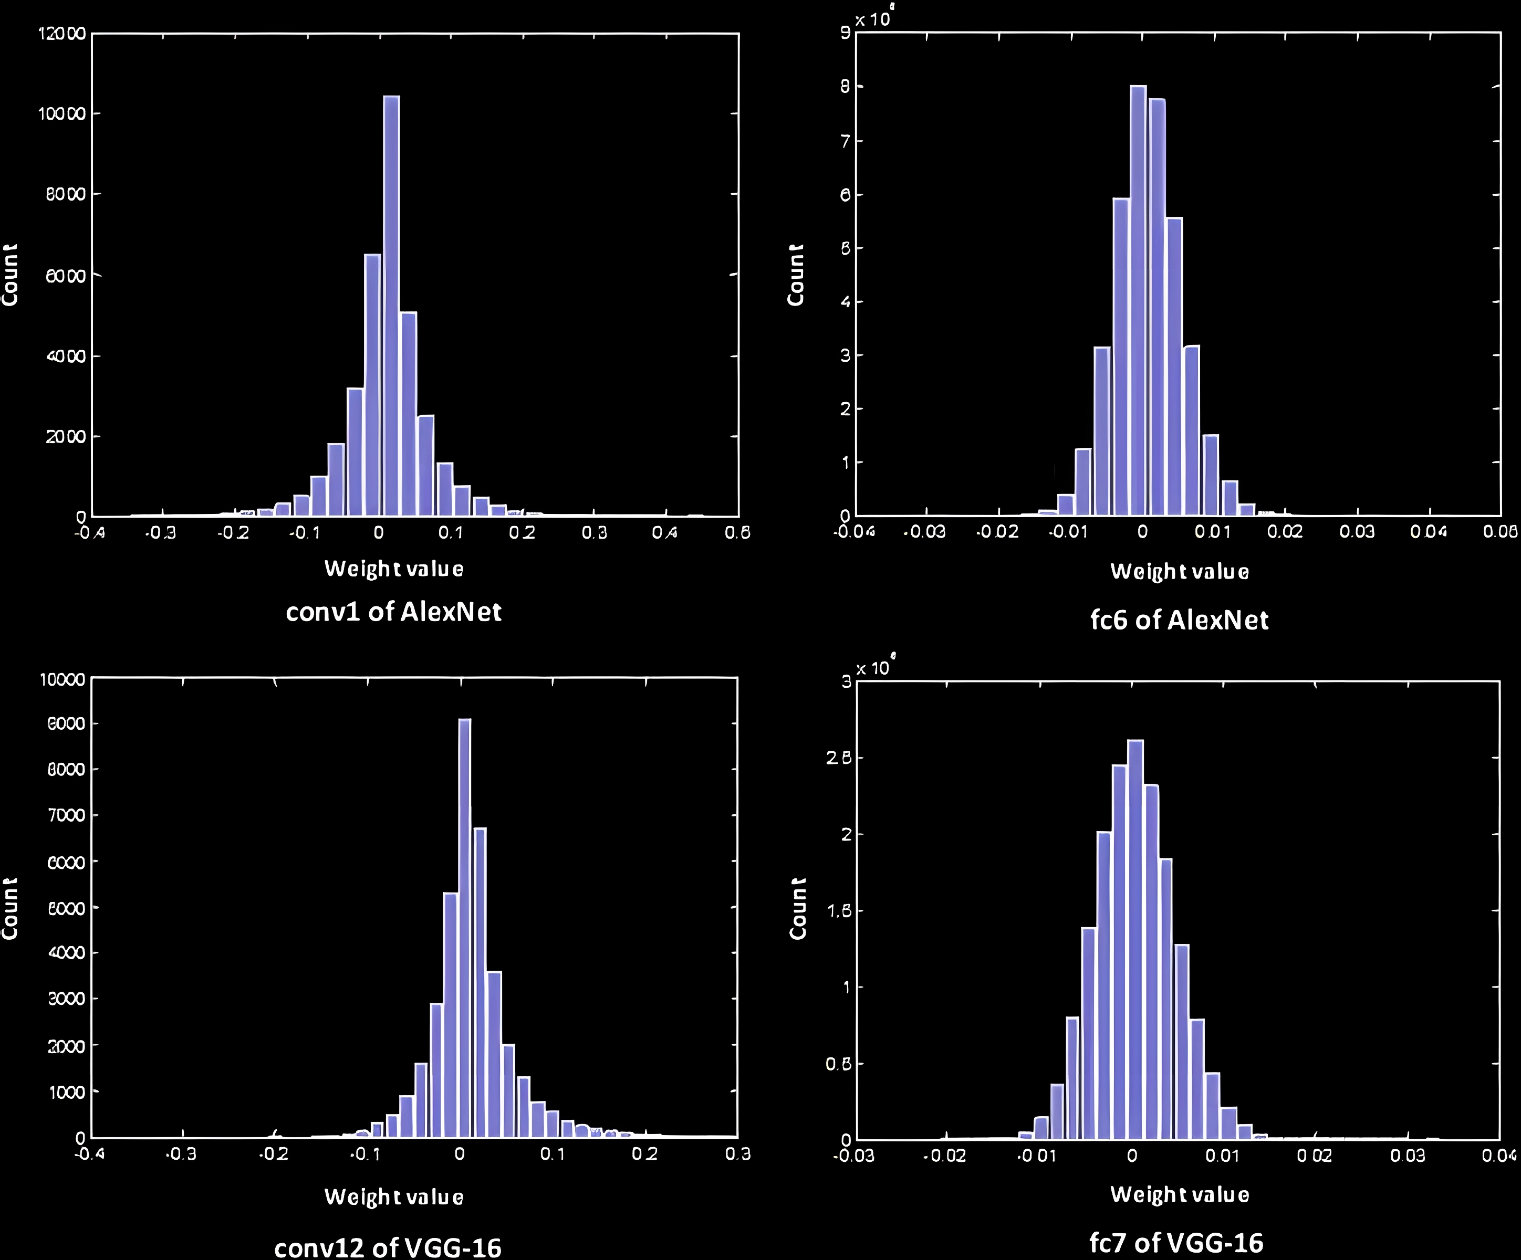 12000
10000
8000
6000
4000
2000
0
-0.4 -0.3 -0.2 -0.1 0 0.1 0.2 0.3 0.4 0.5
Count
Weight value
conv1 of AlexNet
x 10
9
8
7
6
5
4
3
2
1
0
-0.04 -0.03 -0.02 -0.01 0 0.01 0.02 0.03 0.04 0.05
Count
Weight value
fc6 of AlexNet
10000
9000
8000
7000
6000
5000
4000
3000
2000
1000
0
-0.4 -0.3 -0.2 -0.1 0 0.1 0.2 0.3
Count
Weight value
conv12 of VGG-16
x 10
3
2.5
2
1.5
1
0.5
0
-0.03 -0.02 -0.01 0 0.01 0.02 0.03 0.04
Count
Weight value
fc7 of VGG-16